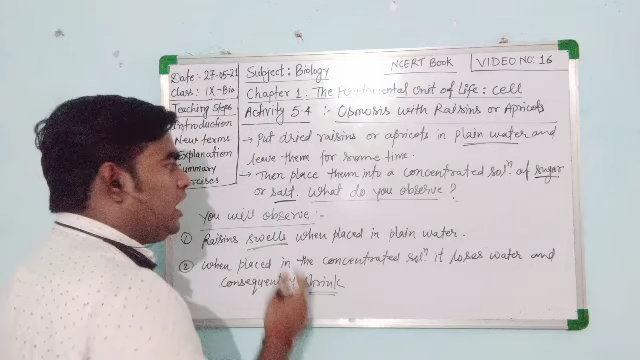 NCERT Book
VIDEO NO: 16
Date:- 27-05-21
Class: IX-Bio
Subject: Biology
Chapter 1: The Fundamental Unit of Life: cell
Teaching Steps
Introduction
New terms
Explanation
Summary
Activity 5.4 :- Osmosis with Raisins or Apricots
→ Put dried raisins or apricots in plain water and
leave them for some time.
→ Then place them into a concentrated solⁿ of sugar
or salt. What do you observe?
You will observe:-
① Raisins swells when placed in plain water.
② When placed in the concentrated solⁿ it loses water and
shrink